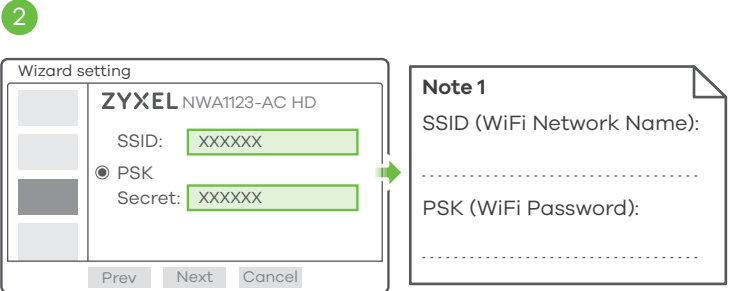 2
Wizard setting
ZYXEL NWA1123-AC HD
SSID: XXXXXX
PSK
Secret: XXXXXX
Prev Next Cancel
Note 1
SSID (WiFi Network Name):
PSK (WiFi Password):